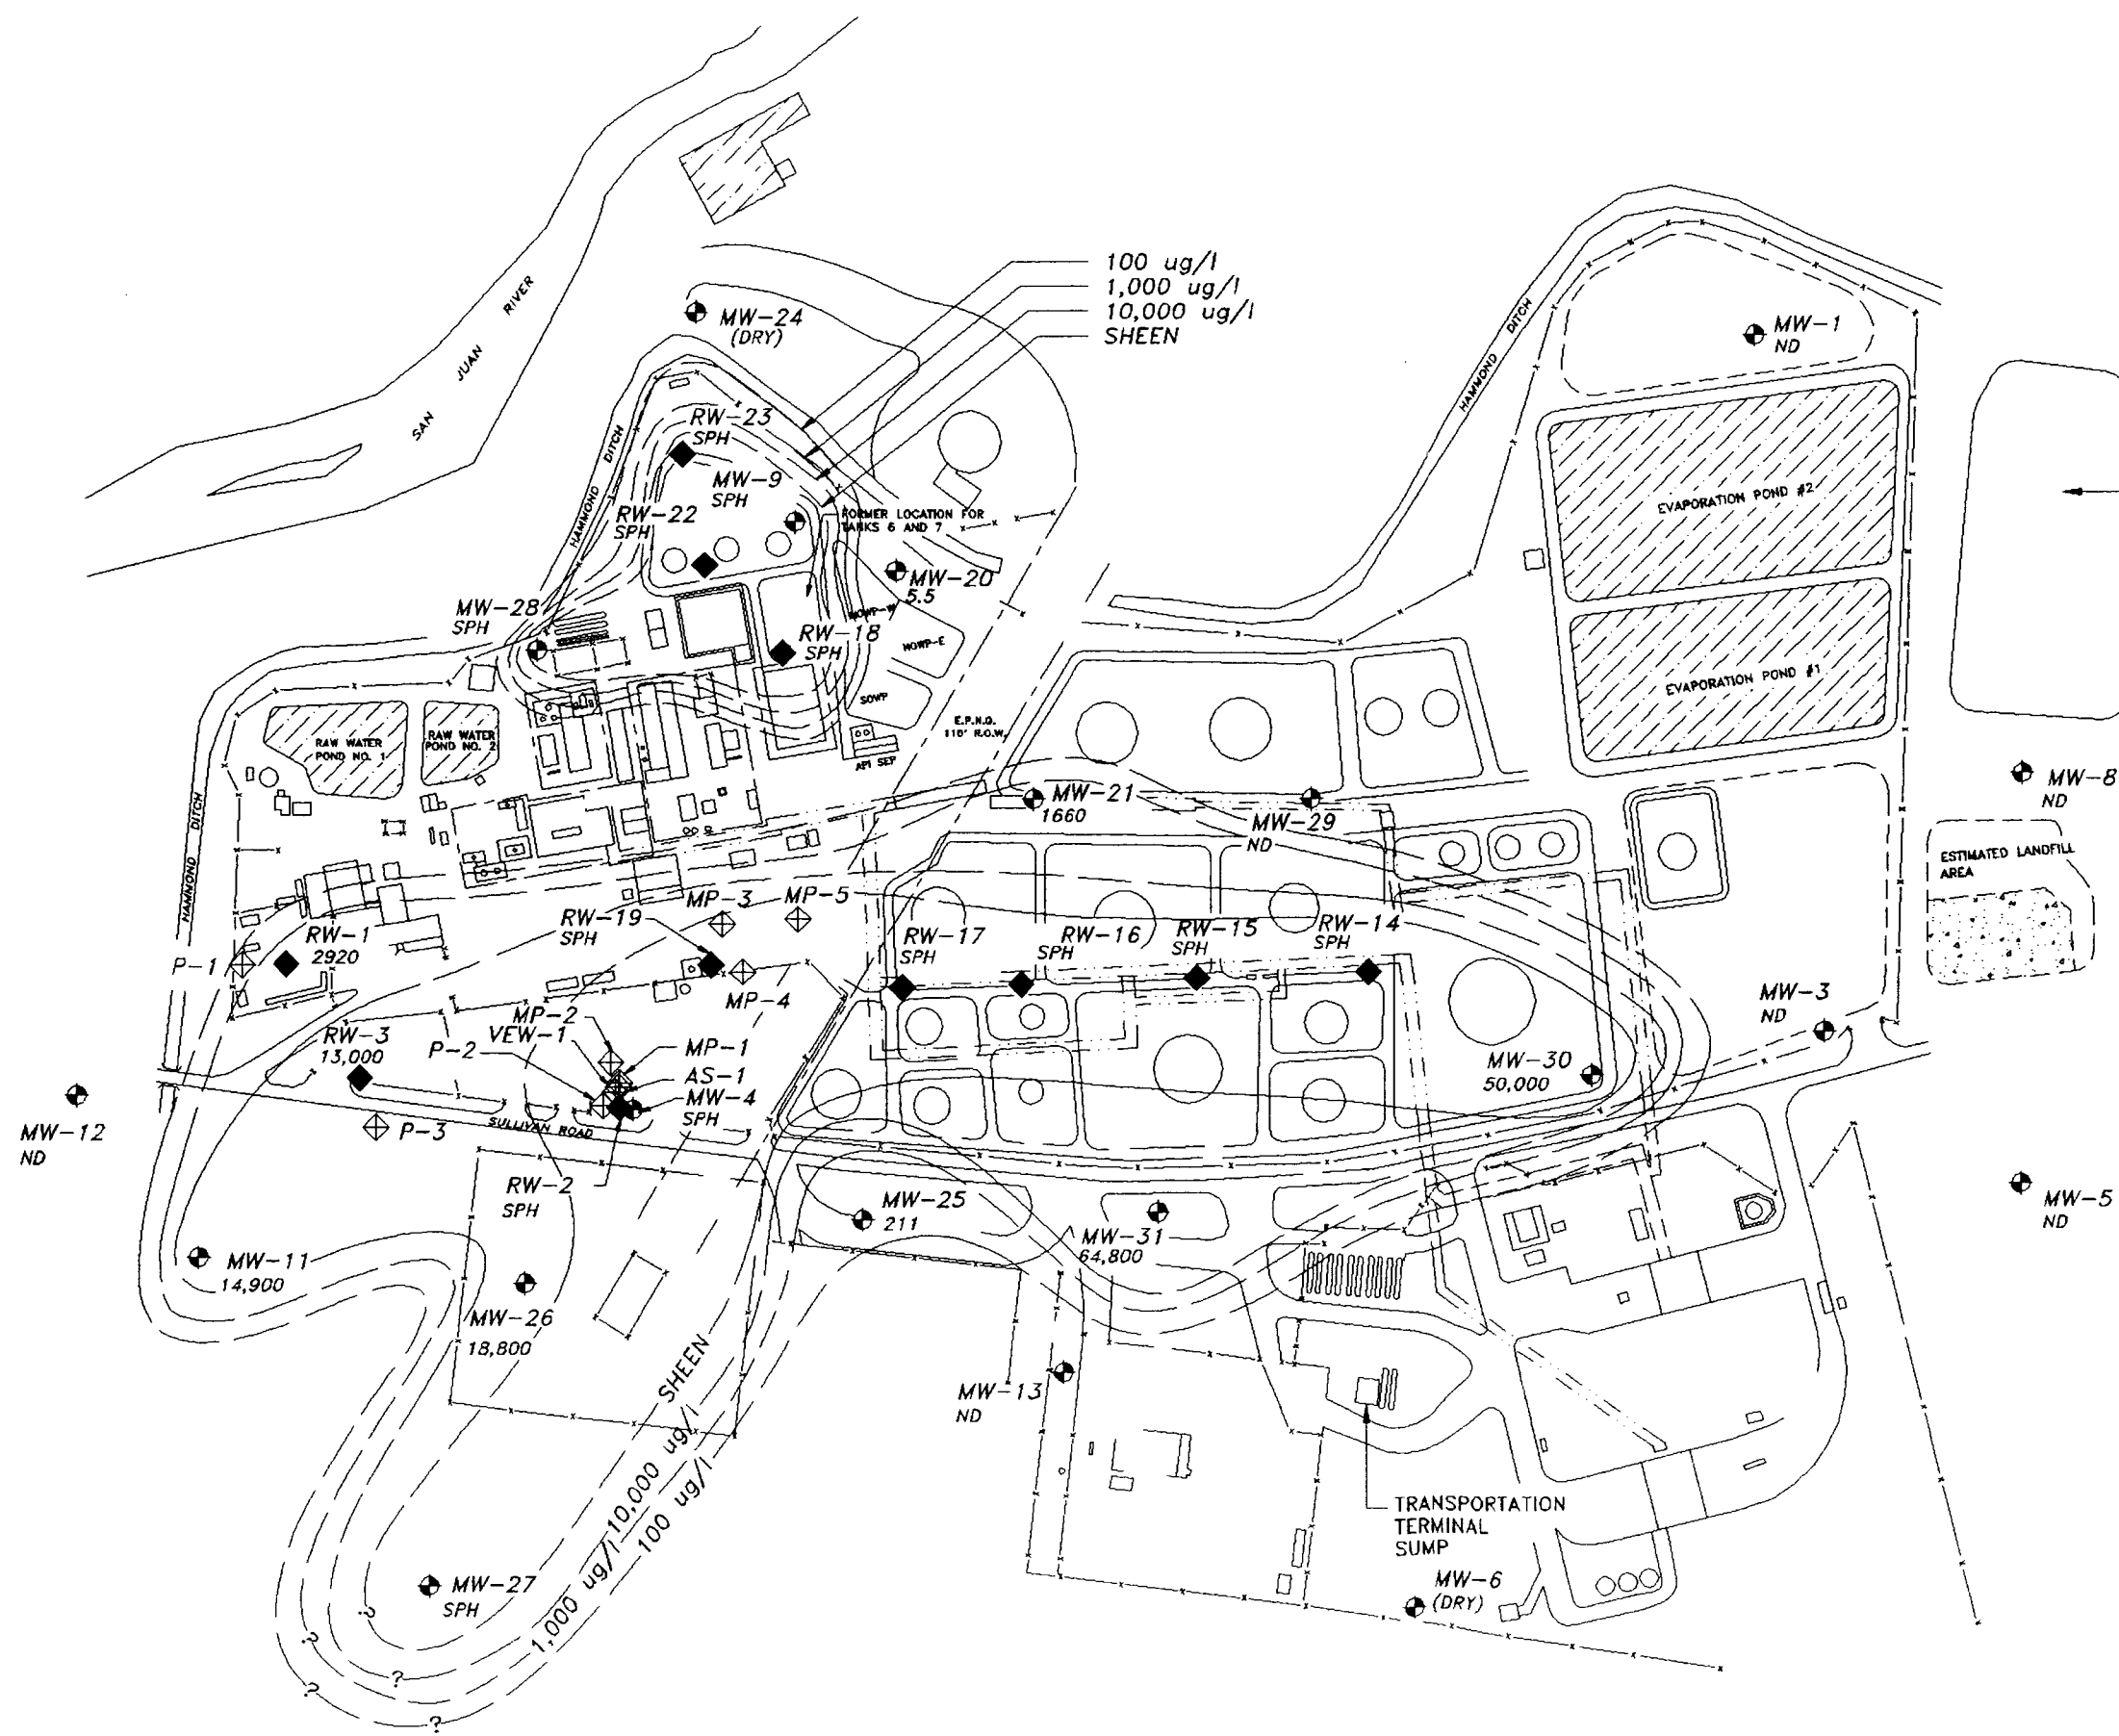 100 ug/l
1,000 ug/l
10,000 ug/l
SHEEN
SAN JUAN RIVER
MW-24
(DRY)
HAMMOND DITCH
MW-1
ND
RW-23
SPH
MW-9
SPH
HAMMOND DITCH
RW-22
SPH
FORMER LOCATION FOR
TANKS 6 AND 7
EVAPORATION POND #2
MW-20
5.5
MW-28
SPH
NOWP-W
RW-18
SPH
NOWP-E
EVAPORATION POND #1
SOWP
E.P.N.G.
110' R.O.W.
RAW WATER
POND NO. 1
RAW WATER
POND NO. 2
API SEP
MW-8
ND
MW-21
1660
MW-29
ND
HAMMOND DITCH
ESTIMATED LANDFILL
AREA
MP-3
MP-5
RW-19
SPH
RW-1
2920
P-1
RW-17
SPH
RW-16
SPH
RW-15
SPH
RW-14
SPH
MP-4
MW-3
ND
MP-2
VEW-1
P-2
RW-3
13,000
MP-1
AS-1
MW-4
SPH
MW-30
50,000
MW-12
ND
P-3
SULLIVAN ROAD
RW-2
SPH
MW-25
211
MW-5
ND
MW-31
64,800
MW-11
14,900
MW-26
18,800
SHEEN
10,000 ug/l
1,000 ug/l
100 ug/l
MW-13
ND
TRANSPORTATION
TERMINAL
SUMP
MW-27
SPH
MW-6
(DRY)
?
?
?
?
?